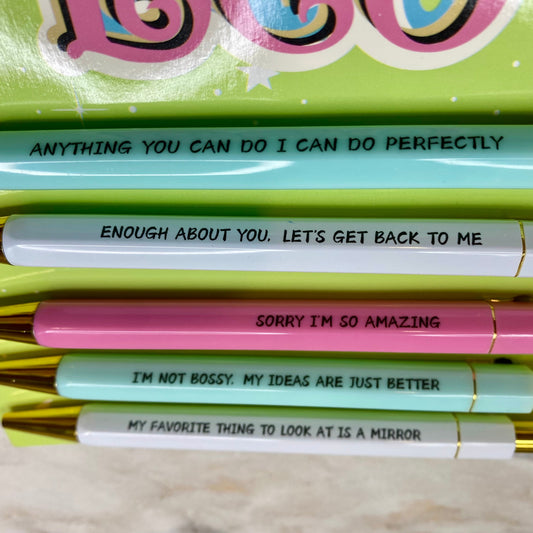 ANYTHING YOU CAN DO I CAN DO PERFECTLY
ENOUGH ABOUT YOU, LET'S GET BACK TO ME
SORRY I'M SO AMAZING
I'M NOT BOSSY. MY IDEAS ARE JUST BETTER
MY FAVORITE THING TO LOOK AT IS A MIRROR